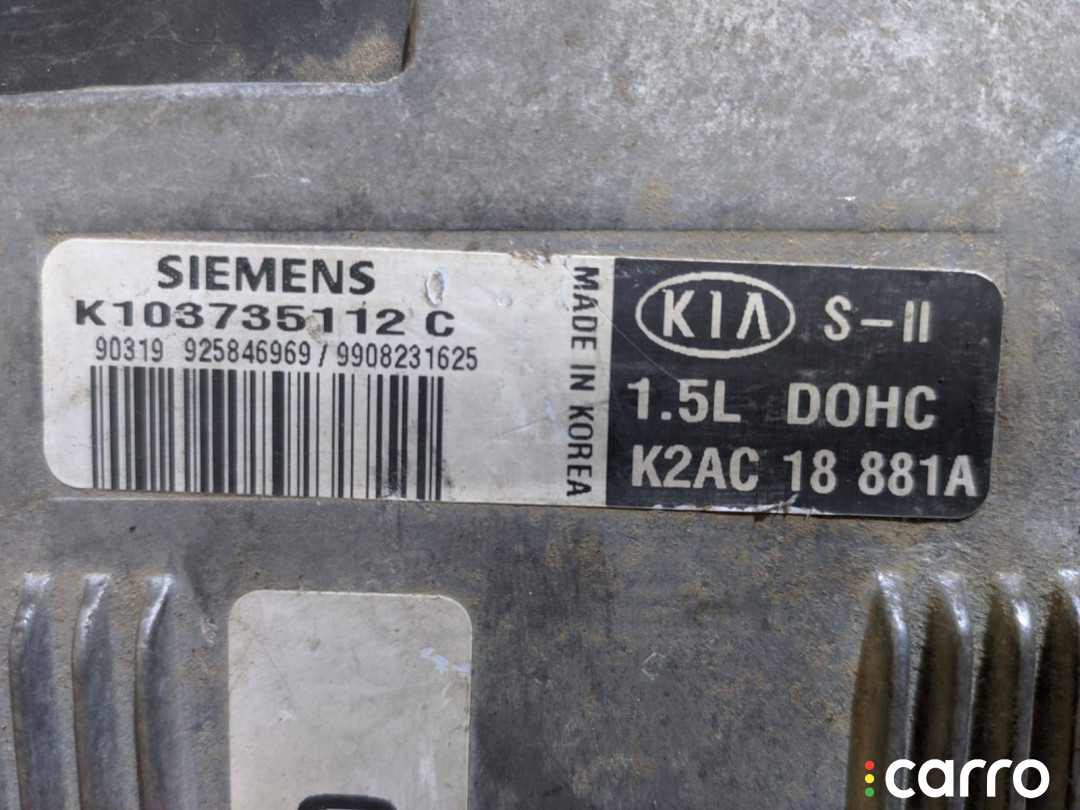 SIEMENS
K103735112 C
90319 925846969 / 9908231625
MADE IN KOREA
KIA S-II
1.5L DOHC
K2AC 18 881A
carro